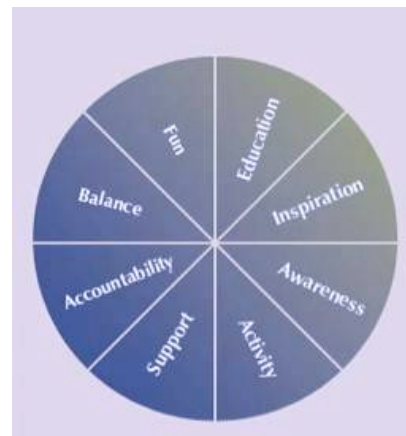 Education
Inspiration
Awareness
Activity
Support
Accountability
Balance
Fun